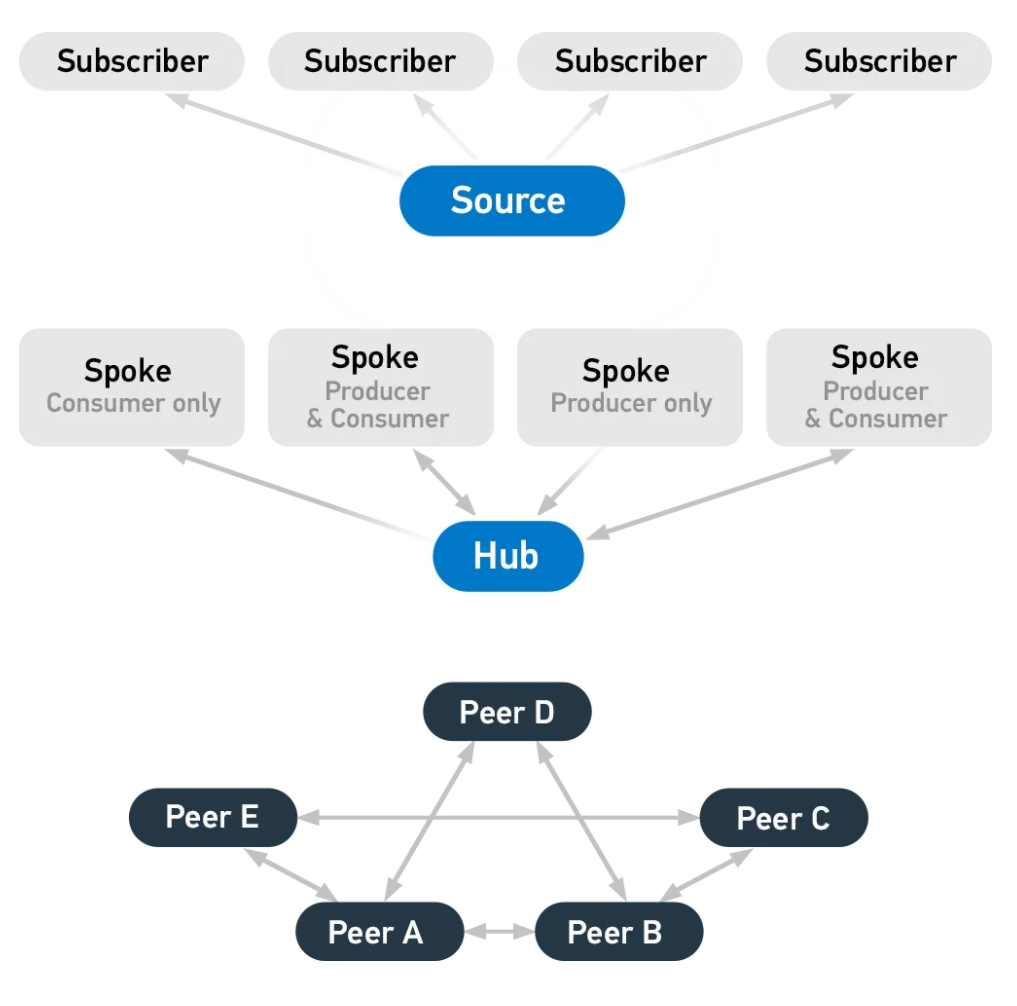 Subscriber
Subscriber
Subscriber
Subscriber
Source
Spoke
Consumer only
Spoke
Producer
& Consumer
Spoke
Producer only
Spoke
Producer
& Consumer
Hub
Peer D
Peer E
Peer C
Peer A
Peer B